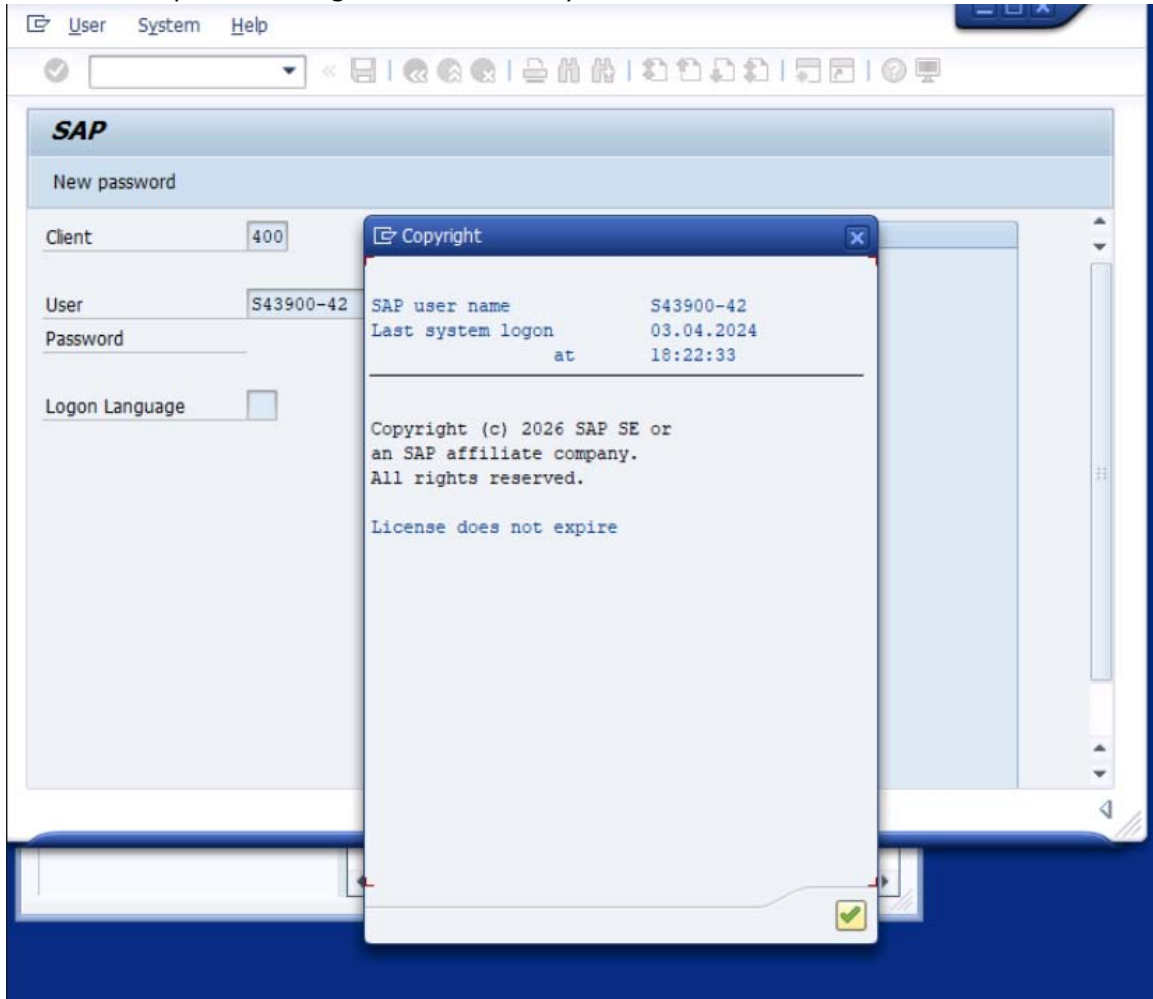 User System Help
SAP
New password
Client 400
User S43900-42
Password
Logon Language
Copyright
SAP user name S43900-42
Last system logon 03.04.2024
at 18:22:33
Copyright (c) 2026 SAP SE or
an SAP affiliate company.
All rights reserved.
License does not expire